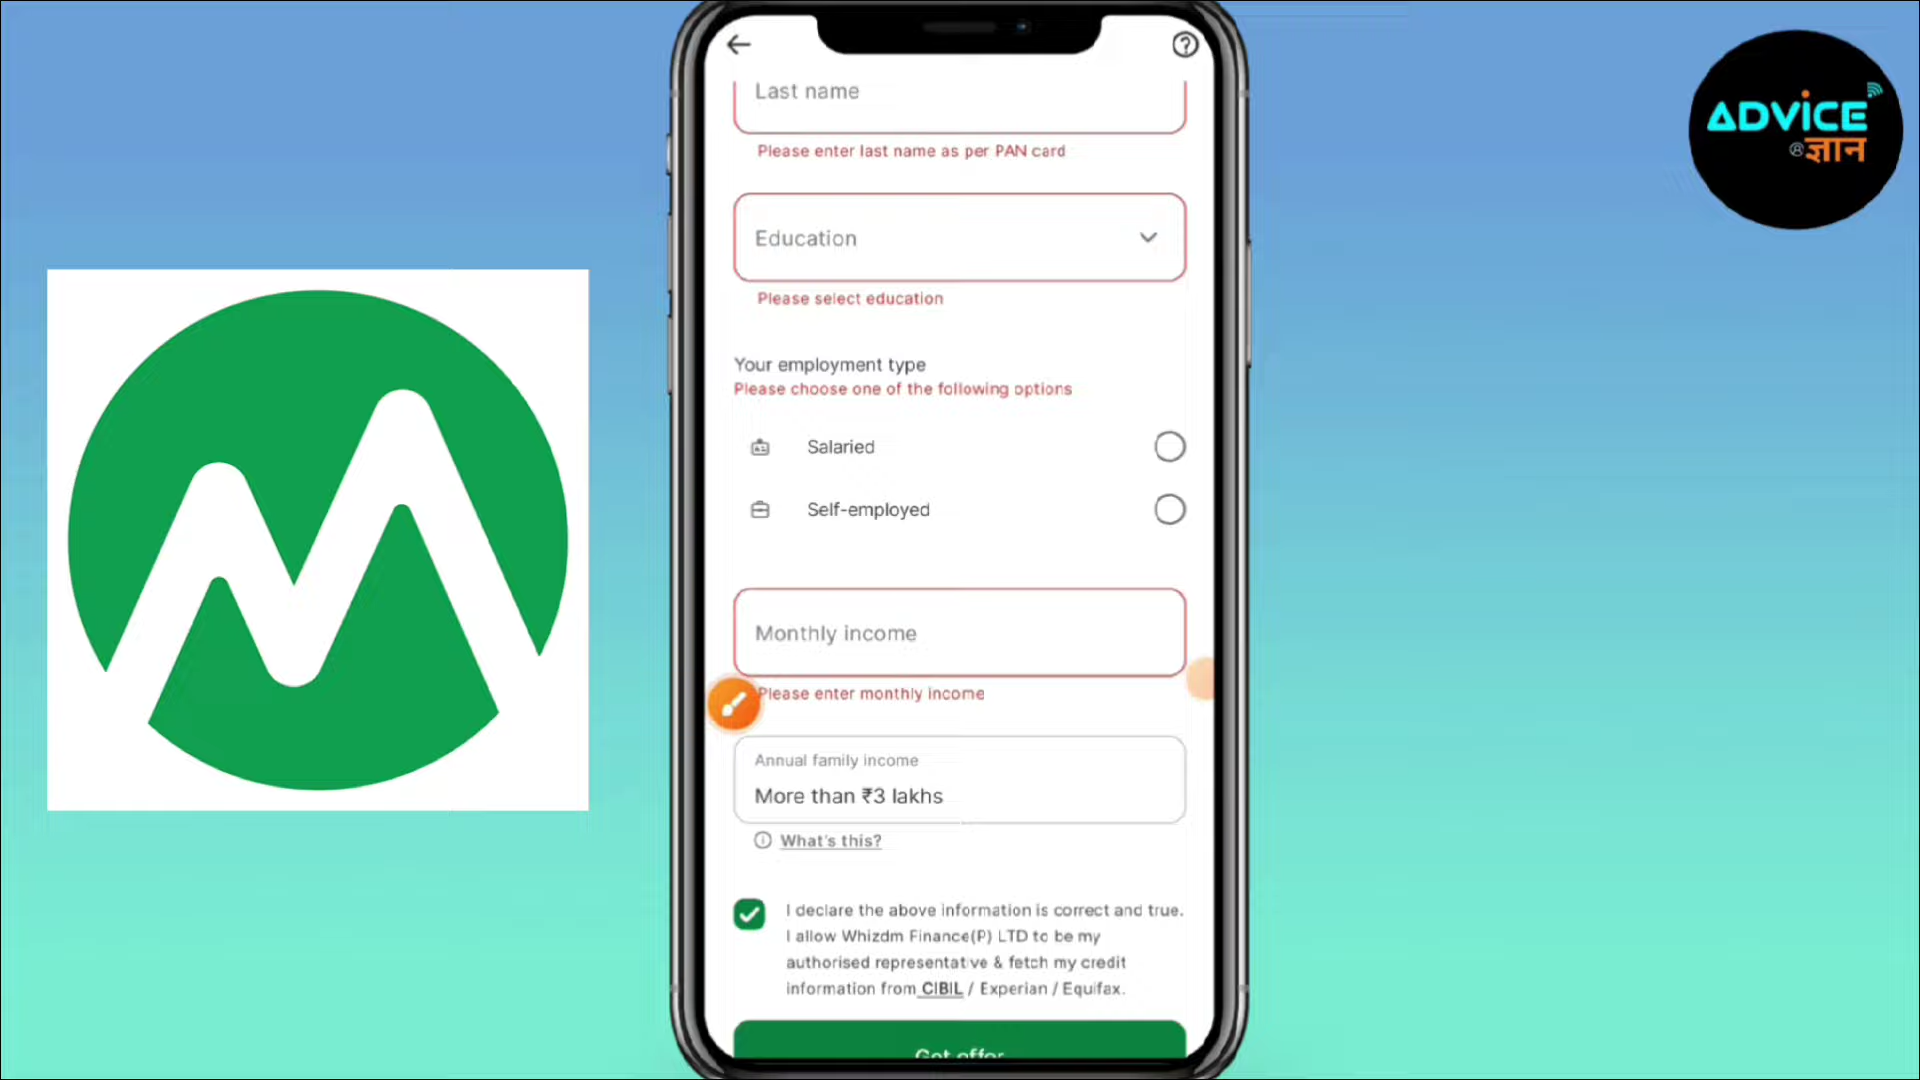 Last name
Please enter last name as per PAN card
Education
Please select education
Your employment type
Please choose one of the following options
Salaried
Self-employed
Monthly income
Please enter monthly income
Annual family income
More than ₹3 lakhs
What's this?
I declare the above information is correct and true.
I allow Whizdm Finance(P) LTD to be my
authorised representative & fetch my credit
information from CIBIL / Experian / Equifax.
Get offer
ADVICE
ज्ञान